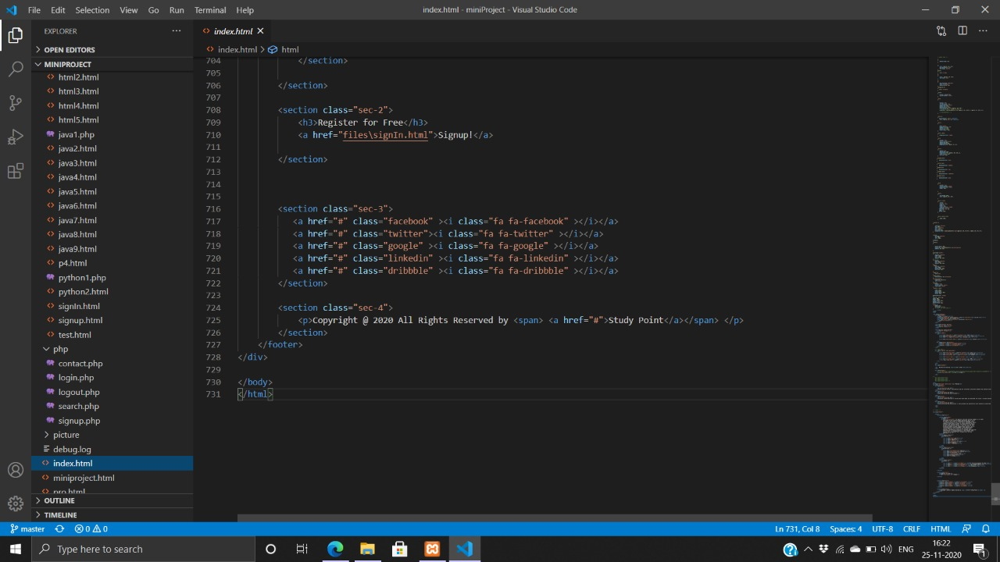 File Edit Selection View Go Run Terminal Help
index.html - miniProject - Visual Studio Code
EXPLORER
index.html
OPEN EDITORS
index.html > html
MINIPROJECT
html2.html
html3.html
html4.html
html5.html
java1.php
java2.html
java3.html
java4.html
java5.html
java6.html
java7.html
java8.html
java9.html
p4.html
python1.php
python2.html
signIn.html
signup.html
test.html
php
contact.php
login.php
logout.php
search.php
signup.php
picture
debug.log
index.html
miniproject.html
pro.html
OUTLINE
TIMELINE
704 </section>
705
706 </section>
707
708 <section class="sec-2">
709 <h3>Register for Free</h3>
710 <a href="files\signIn.html">Signup!</a>
711
712 </section>
713
714
715
716 <section class="sec-3">
717 <a href="#" class="facebook" ><i class="fa fa-facebook" ></i></a>
718 <a href="#" class="twitter"><i class="fa fa-twitter" ></i></a>
719 <a href="#" class="google" ><i class="fa fa-google" ></i></a>
720 <a href="#" class="linkedin" ><i class="fa fa-linkedin" ></i></a>
721 <a href="#" class="dribbble" ><i class="fa fa-dribbble" ></i></a>
722 </section>
723
724 <section class="sec-4">
725 <p>Copyright ©2020 All rights reserved by <span> <a href="#">Study Point</a></span> </p>
726 </section>
727 </footer>
728 </div>
729
730 </body>
731 </html>
master 0 0
Ln 731, Col 8 Spaces: 4 UTF-8 CRLF HTML
Type here to search
ENG
16:22
25-11-2020
1